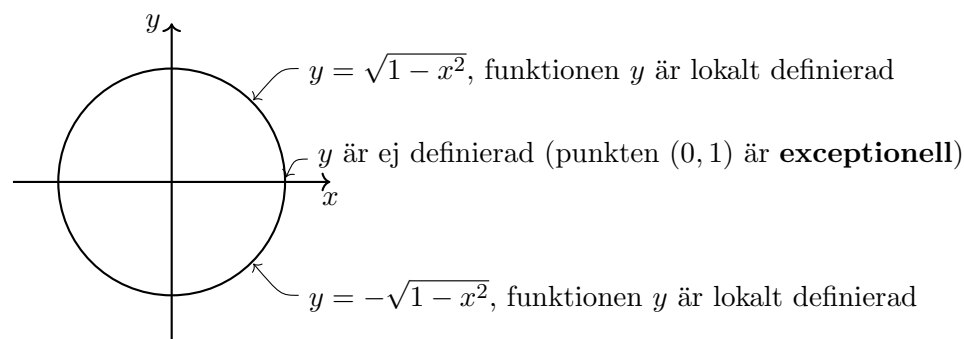 y
y = √(1 − x²), funktionen y är lokalt definierad
y är ej definierad (punkten (0, 1) är exceptionell)
x
y = −√(1 − x²), funktionen y är lokalt definierad